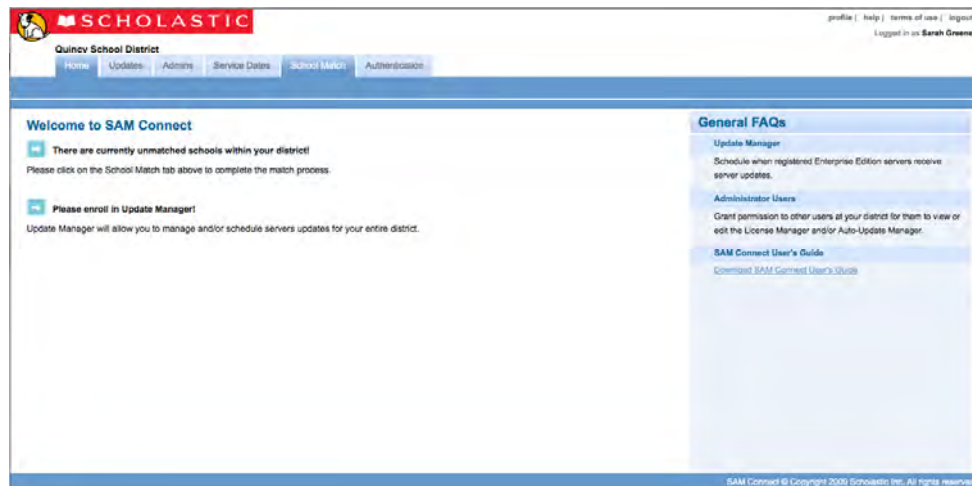 SCHOLASTIC
profile | help | terms of use | logout
Logged in as Sarah Greene
Quincy School District
Home Updates Admins Service Dates School Match Authentication
Welcome to SAM Connect
There are currently unmatched schools within your district!
Please click on the School Match tab above to complete the match process.
Please enroll in Update Manager!
Update Manager will allow you to manage and/or schedule servers updates for your entire district.
General FAQs
Update Manager
Schedule when registered Enterprise Edition servers receive
server updates.
Administrator Users
Grant permission to other users at your district for them to view or
edit the License Manager and/or Auto-Update Manager.
SAM Connect User's Guide
Download SAM Connect User's Guide
SAM Connect © Copyright 2009 Scholastic Inc. All rights reserved